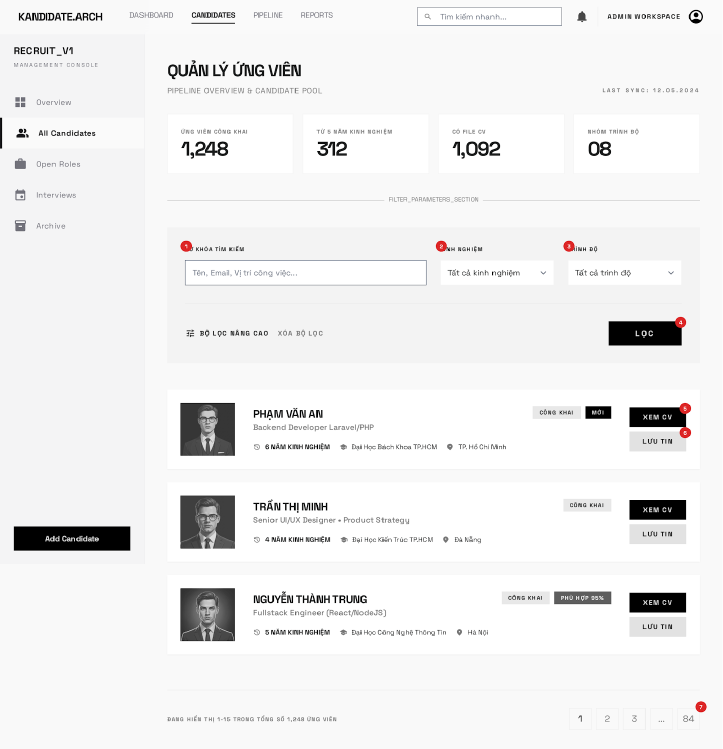 KANDIDATE.ARCH
DASHBOARD
CANDIDATES
PIPELINE
REPORTS
Tìm kiếm nhanh...
ADMIN WORKSPACE
RECRUIT_V1
MANAGEMENT CONSOLE
Overview
All Candidates
Open Roles
Interviews
Archive
Add Candidate
QUẢN LÝ ỨNG VIÊN
PIPELINE OVERVIEW & CANDIDATE POOL
LAST SYNC: 12.05.2024
ỨNG VIÊN CÔNG KHAI
1,248
TỪ 5 NĂM KINH NGHIỆM
312
CÓ FILE CV
1,092
NHÓM TRÌNH ĐỘ
08
FILTER_PARAMETERS_SECTION
1
KHÓA TÌM KIẾM
2
NH NGHIỆM
3
ÌNH ĐỘ
Tên, Email, Vị trí công việc...
Tất cả kinh nghiệm
Tất cả trình độ
BỘ LỌC NÂNG CAO
XÓA BỘ LỌC
LỌC
4
PHẠM VĂN AN
Backend Developer Laravel/PHP
6 NĂM KINH NGHIỆM
Đại Học Bách Khoa TP.HCM
TP. Hồ Chí Minh
CÔNG KHAI
MỚI
XEM CV
5
LƯU TIN
6
TRẦN THỊ MINH
Senior UI/UX Designer • Product Strategy
4 NĂM KINH NGHIỆM
Đại Học Kiến Trúc TP.HCM
Đà Nẵng
CÔNG KHAI
XEM CV
LƯU TIN
NGUYỄN THÀNH TRUNG
Fullstack Engineer (React/NodeJS)
5 NĂM KINH NGHIỆM
Đại Học Công Nghệ Thông Tin
Hà Nội
CÔNG KHAI
PHÙ HỢP 95%
XEM CV
LƯU TIN
ĐANG HIỂN THỊ 1-15 TRONG TỔNG SỐ 1,248 ỨNG VIÊN
1
2
3
...
84
7